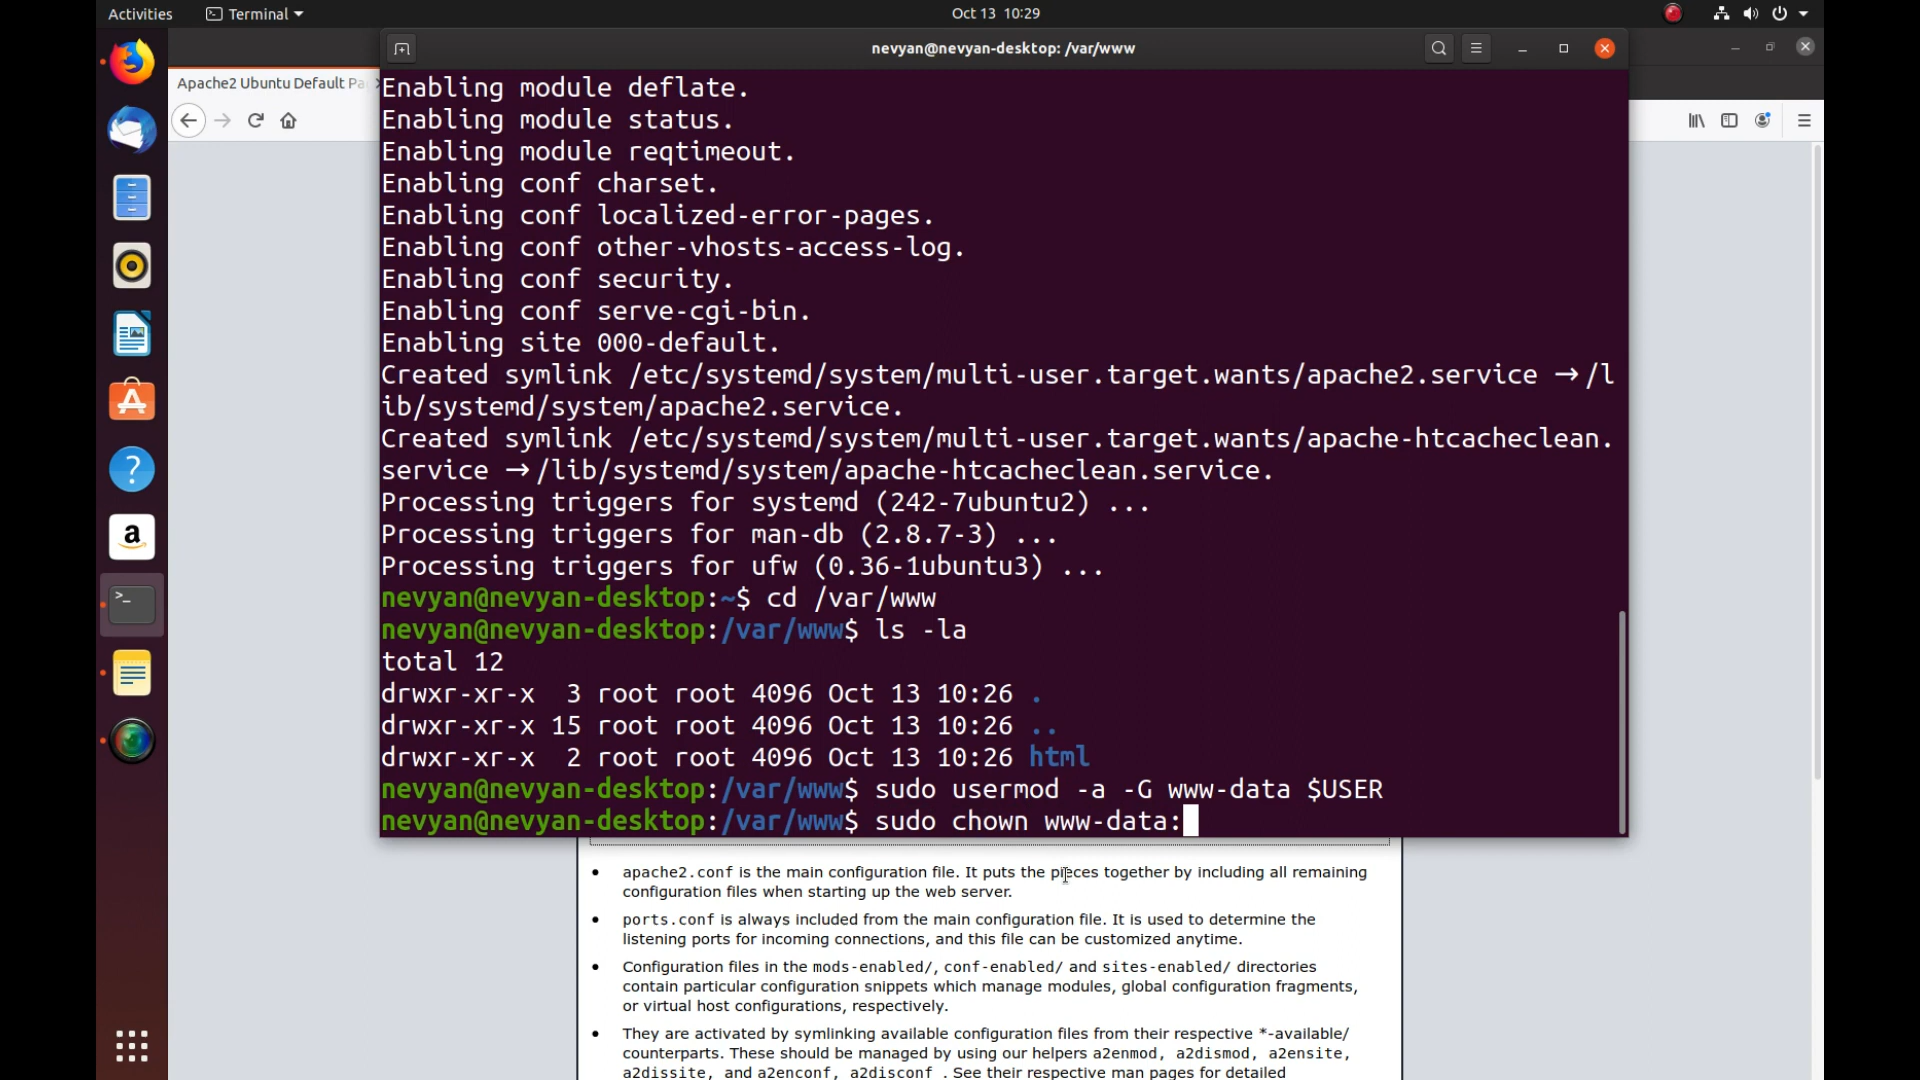 Activities Terminal Oct 13 10:29
nevyan@nevyan-desktop: /var/www
Apache2 Ubuntu Default Pa
Enabling module deflate.
Enabling module status.
Enabling module reqtimeout.
Enabling conf charset.
Enabling conf localized-error-pages.
Enabling conf other-vhosts-access-log.
Enabling conf security.
Enabling conf serve-cgi-bin.
Enabling site 000-default.
Created symlink /etc/systemd/system/multi-user.target.wants/apache2.service → /l
ib/systemd/system/apache2.service.
Created symlink /etc/systemd/system/multi-user.target.wants/apache-htcacheclean.
service → /lib/systemd/system/apache-htcacheclean.service.
Processing triggers for systemd (242-7ubuntu2) ...
Processing triggers for man-db (2.8.7-3) ...
Processing triggers for ufw (0.36-1ubuntu3) ...
nevyan@nevyan-desktop:~$ cd /var/www
nevyan@nevyan-desktop:/var/www$ ls -la
total 12
drwxr-xr-x  3 root root 4096 Oct 13 10:26 .
drwxr-xr-x 15 root root 4096 Oct 13 10:26 ..
drwxr-xr-x  2 root root 4096 Oct 13 10:26 html
nevyan@nevyan-desktop:/var/www$ sudo usermod -a -G www-data $USER
nevyan@nevyan-desktop:/var/www$ sudo chown www-data:
• apache2.conf is the main configuration file. It puts the pieces together by including all remaining
configuration files when starting up the web server.
• ports.conf is always included from the main configuration file. It is used to determine the
listening ports for incoming connections, and this file can be customized anytime.
• Configuration files in the mods-enabled/, conf-enabled/ and sites-enabled/ directories
contain particular configuration snippets which manage modules, global configuration fragments,
or virtual host configurations, respectively.
• They are activated by symlinking available configuration files from their respective *-available/
counterparts. These should be managed by using our helpers a2enmod, a2dismod, a2ensite,
a2dissite, and a2enconf, a2disconf . See their respective man pages for detailed